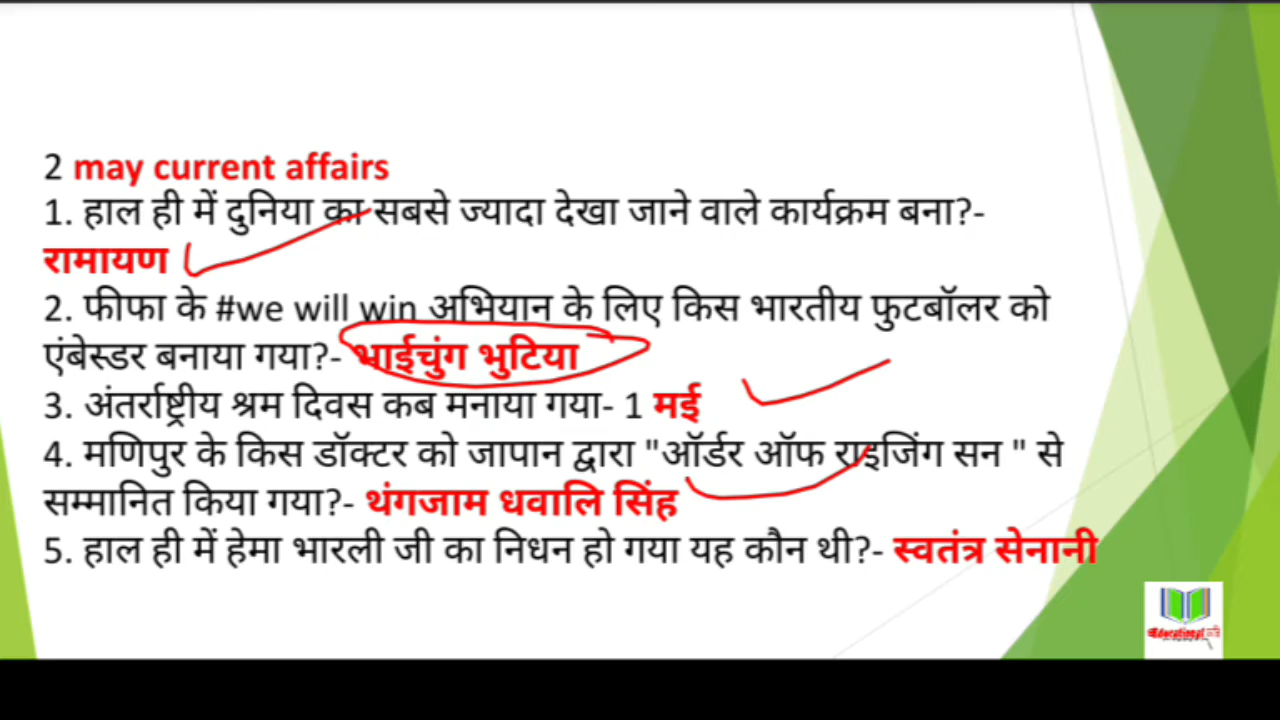 2 may current affairs
1. हाल ही में दुनिया का सबसे ज्यादा देखा जाने वाले कार्यक्रम बना?-
रामायण
2. फीफा के #we will win अभियान के लिए किस भारतीय फुटबॉलर को
एंबेस्डर बनाया गया?- भाईचुंग भुटिया
3. अंतर्राष्ट्रीय श्रम दिवस कब मनाया गया- 1 मई
4. मणिपुर के किस डॉक्टर को जापान द्वारा "ऑर्डर ऑफ राइजिंग सन " से
सम्मानित किया गया?- थंगजाम धवालि सिंह
5. हाल ही में हेमा भारली जी का निधन हो गया यह कौन थी?- स्वतंत्र सेनानी
Educational